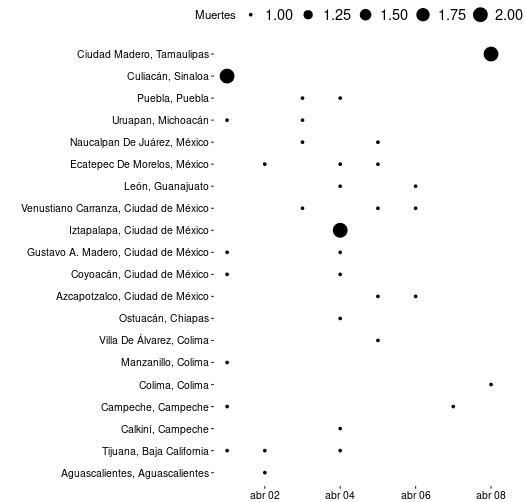 Muertes 1.00 1.25 1.50 1.75 2.00
Ciudad Madero, Tamaulipas
Culiacán, Sinaloa
Puebla, Puebla
Uruapan, Michoacán
Naucalpan De Juárez, México
Ecatepec De Morelos, México
León, Guanajuato
Venustiano Carranza, Ciudad de México
Iztapalapa, Ciudad de México
Gustavo A. Madero, Ciudad de México
Coyoacán, Ciudad de México
Azcapotzalco, Ciudad de México
Ostuacán, Chiapas
Villa De Álvarez, Colima
Manzanillo, Colima
Colima, Colima
Campeche, Campeche
Calkiní, Campeche
Tijuana, Baja California
Aguascalientes, Aguascalientes
abr 02 abr 04 abr 06 abr 08